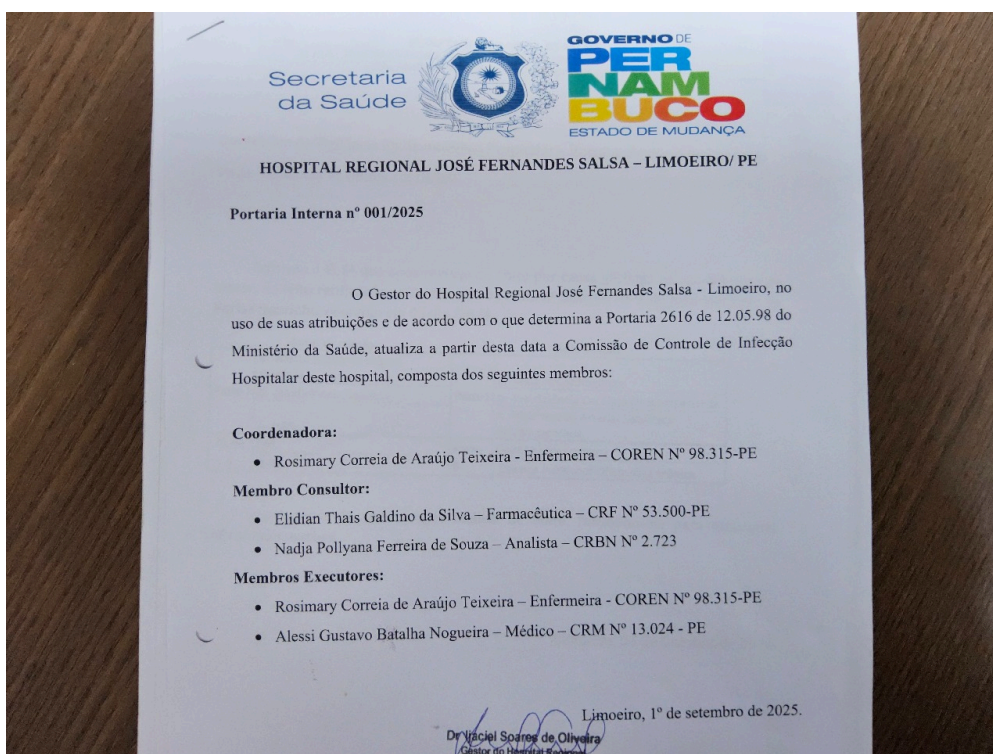 Secretaria
da Saúde
GOVERNO DE
PER
NAM
BUCO
ESTADO DE MUDANÇA
HOSPITAL REGIONAL JOSÉ FERNANDES SALSA – LIMOEIRO/ PE
Portaria Interna nº 001/2025
O Gestor do Hospital Regional José Fernandes Salsa - Limoeiro, no
uso de suas atribuições e de acordo com o que determina a Portaria 2616 de 12.05.98 do
Ministério da Saúde, atualiza a partir desta data a Comissão de Controle de Infecção
Hospitalar deste hospital, composta dos seguintes membros:
Coordenadora:
• Rosimary Correia de Araújo Teixeira - Enfermeira – COREN Nº 98.315-PE
Membro Consultor:
• Elidian Thais Galdino da Silva – Farmacêutica – CRF Nº 53.500-PE
• Nadja Pollyana Ferreira de Souza – Analista – CRBN Nº 2.723
Membros Executores:
• Rosimary Correia de Araújo Teixeira – Enfermeira - COREN Nº 98.315-PE
• Alessi Gustavo Batalha Nogueira – Médico – CRM Nº 13.024 - PE
Limoeiro, 1º de setembro de 2025.
Dr Soares de Oliveira
Gestor do Hospital Regional